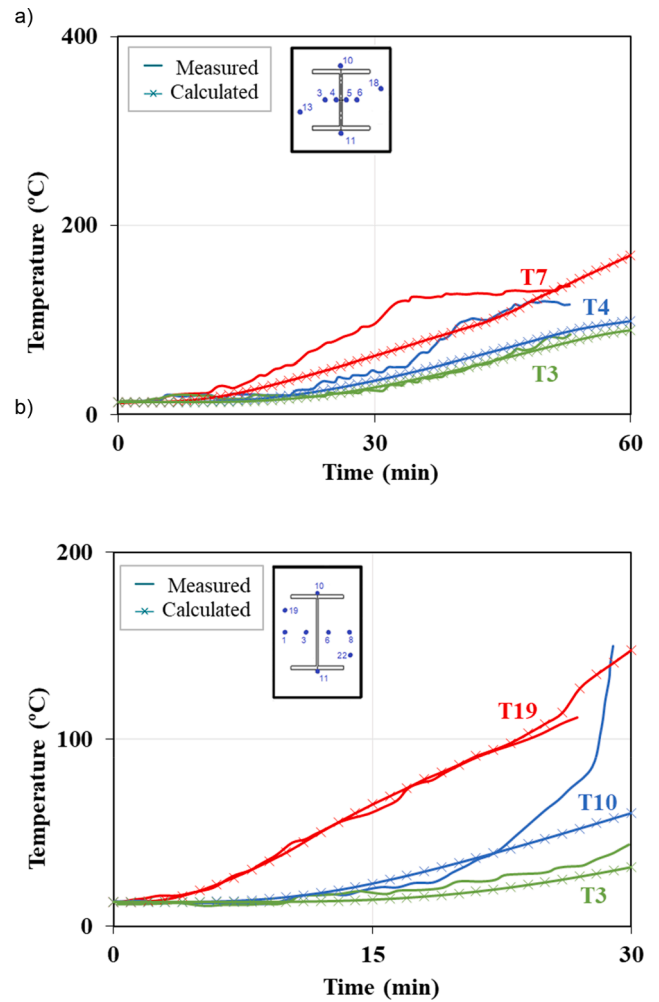 a)
400
Measured
Calculated
10
18
3 4 5 6
13
11
Temperature (ºC)
200
T7
T4
T3
0
b)
0 30 60
Time (min)
200
Measured
Calculated
10
19
1 3 6 8
22
11
Temperature (ºC)
T19
100
T10
T3
0
0 15 30
Time (min)